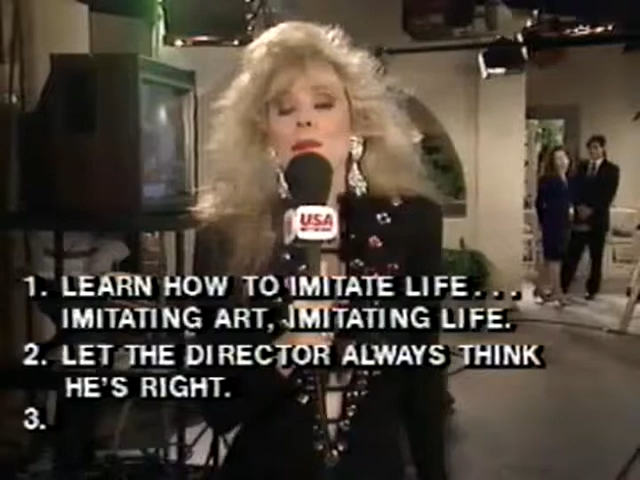 USA
1. LEARN HOW TO IMITATE LIFE...
IMITATING ART, IMITATING LIFE.
2. LET THE DIRECTOR ALWAYS THINK
HE'S RIGHT.
3.